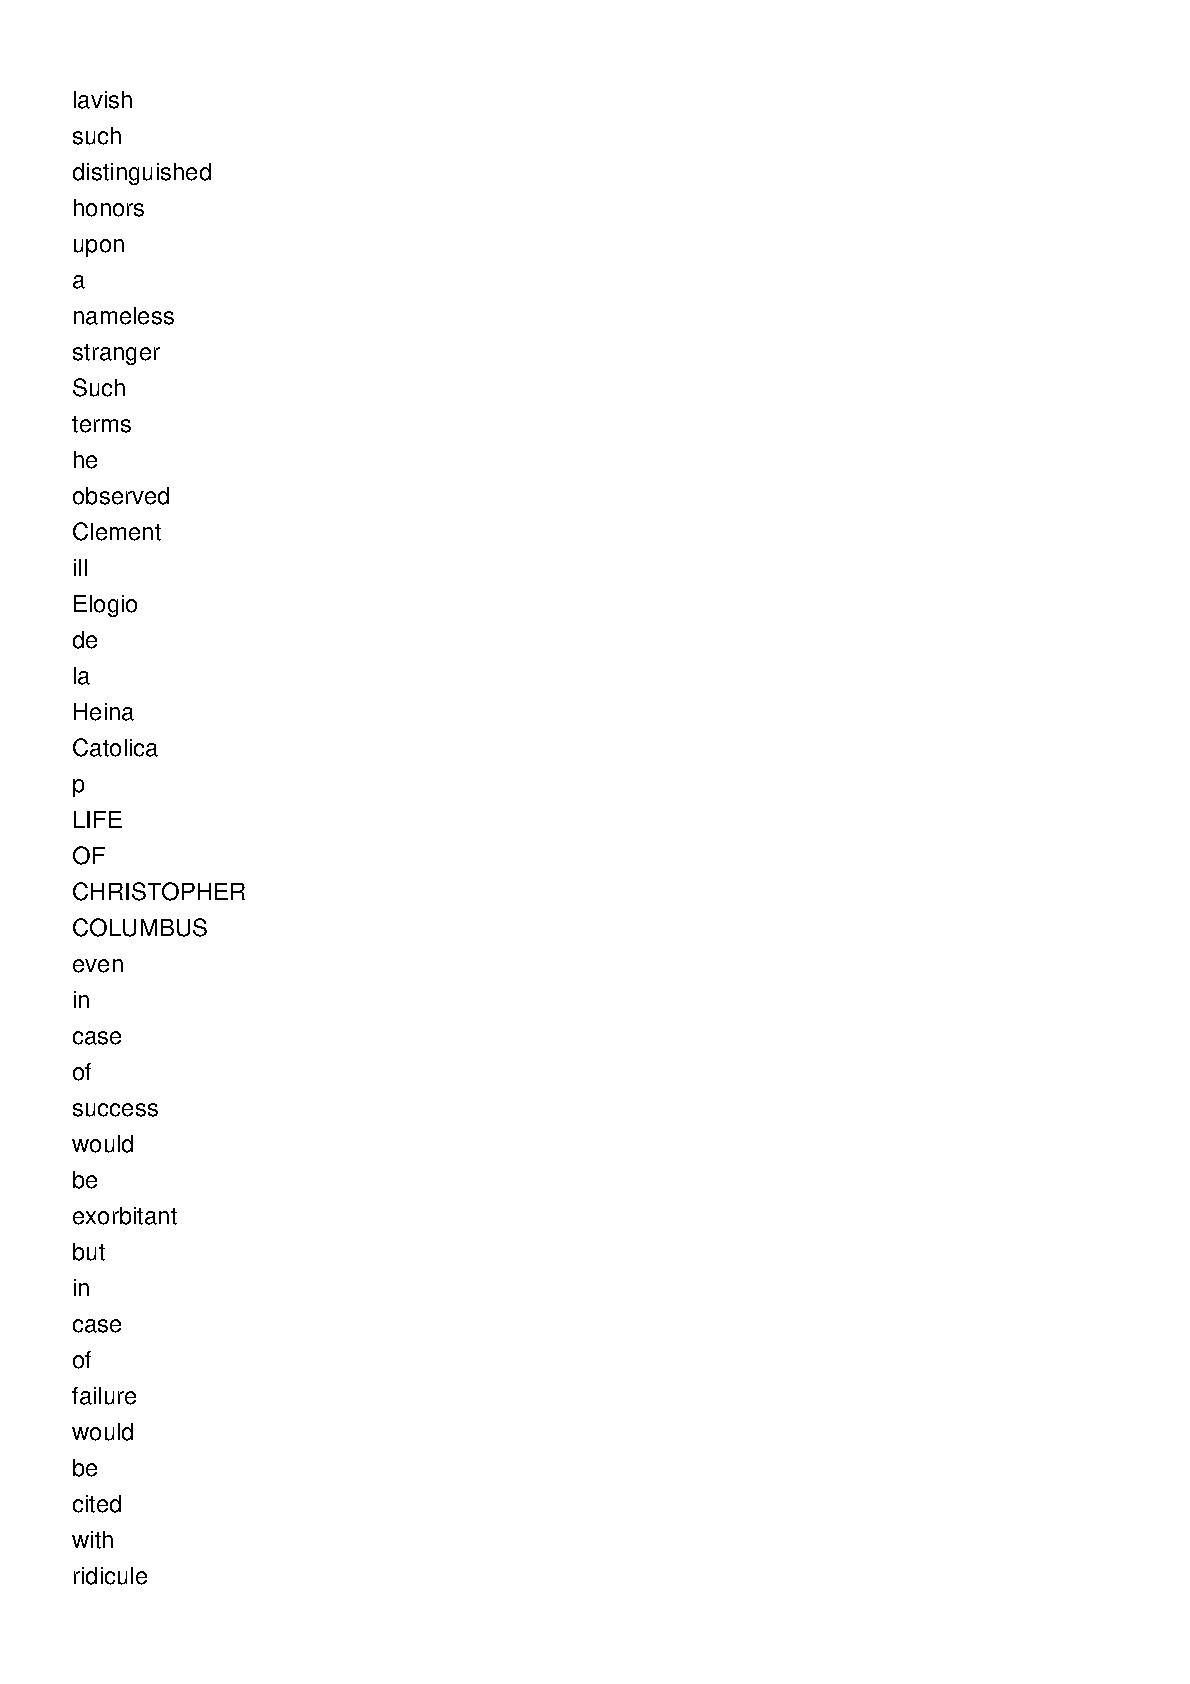 lavish
such
distinguished
honors
upon
a
nameless
stranger
Such
terms
he
observed
Clement
ill
Elogio
de
la
Heina
Catolica
p
LIFE
OF
CHRISTOPHER
COLUMBUS
even
in
case
of
success
would
be
exorbitant
but
in
case
of
failure
would
be
cited
with
ridicule